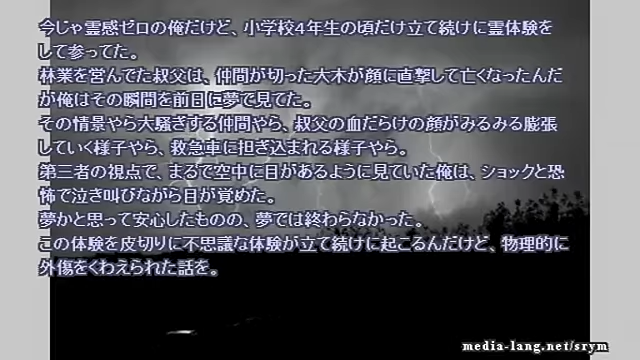 今じゃ霊感ゼロの俺だけど、小学校4年生の頃だけ立て続けに霊体験を
して参ってた。
林業を営んでた叔父は、仲間が切った大木が顔に直撃して亡くなったんだ
が俺はその瞬間を前日に夢で見てた。
その情景やら大騒ぎする仲間やら、叔父の血だらけの顔がみるみる膨張
していく様子やら、救急車に担ぎ込まれる様子やら。
第三者の視点で、まるで空中に目があるように見ていた俺は、ショックと恐
怖で泣き叫びながら目が覚めた。
夢かと思って安心したものの、夢では終わらなかった。
この体験を皮切りに不思議な体験が立て続けに起こるんだけど、物理的に
外傷をくわえられた話を。
media-lang.net/srym